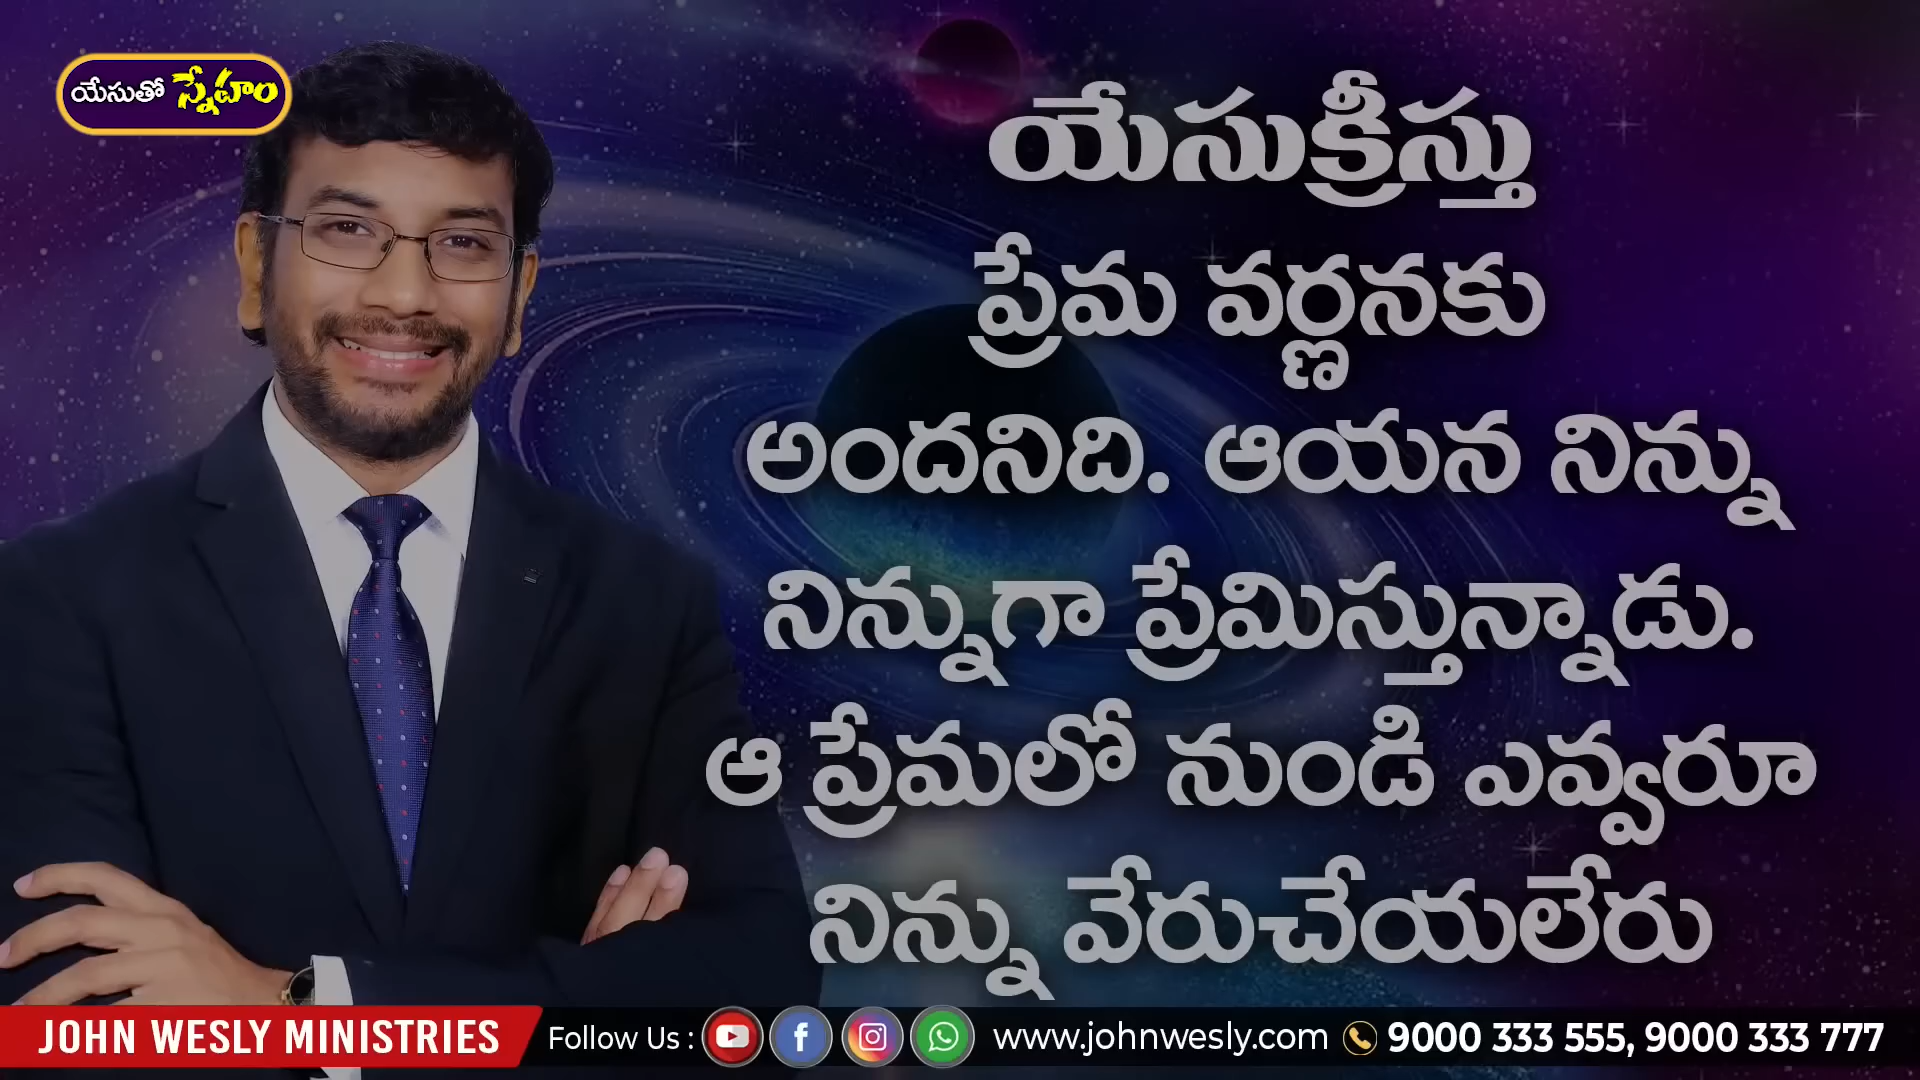 యేసుతో స్నేహం
యేసుక్రీస్తు
ప్రేమ వర్ణనకు
అందనిది. ఆయన నిన్ను
నిన్నుగా ప్రేమిస్తున్నాడు.
ఆ ప్రేమలో నుండి ఎవ్వరూ
నిన్ను వేరుచేయలేరు
JOHN WESLY MINISTRIES Follow Us : www.johnwesly.com 9000 333 555, 9000 333 777